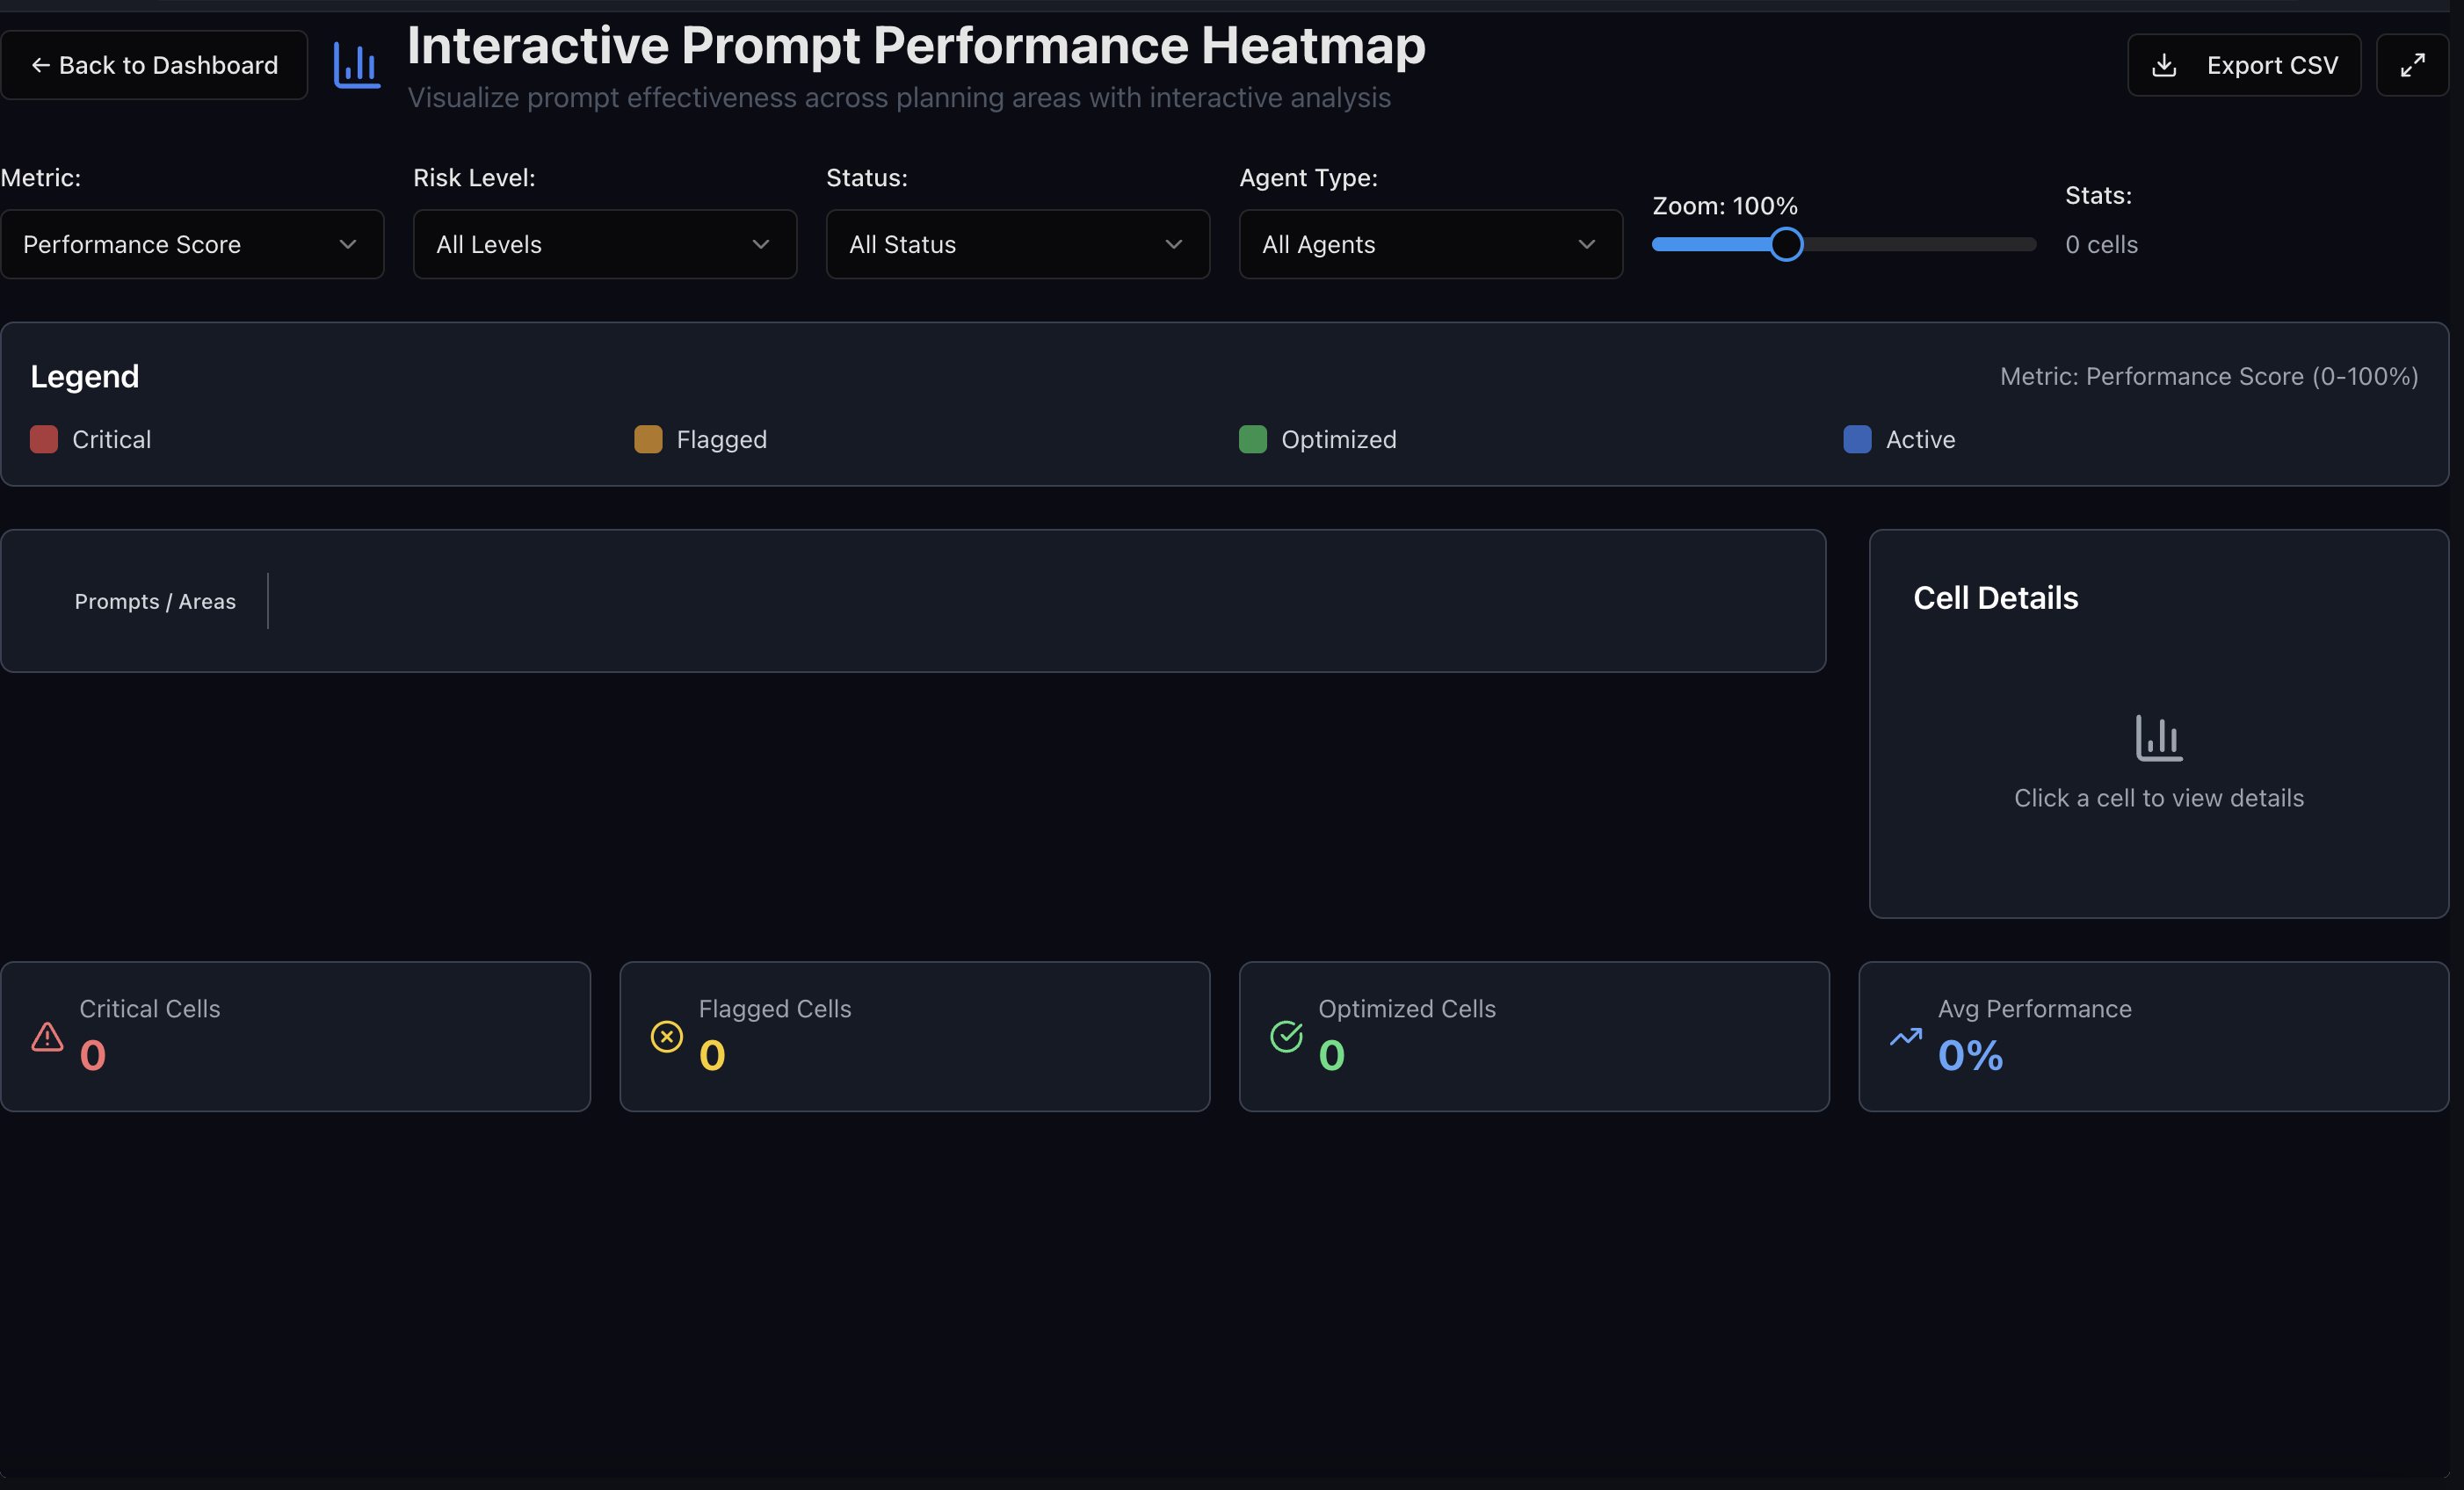 ← Back to Dashboard
Interactive Prompt Performance Heatmap
Visualize prompt effectiveness across planning areas with interactive analysis
Export CSV
Metric:
Performance Score
Risk Level:
All Levels
Status:
All Status
Agent Type:
All Agents
Zoom: 100%
Stats:
0 cells
Legend
Metric: Performance Score (0-100%)
Critical
Flagged
Optimized
Active
Prompts / Areas
Cell Details
Click a cell to view details
Critical Cells
0
Flagged Cells
0
Optimized Cells
0
Avg Performance
0%